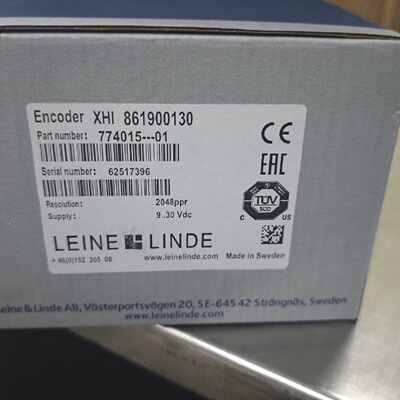 Encoder XHI 861900130
Part number: 774015---01
Serial number: 62517396
Resolution: 2048ppr
Supply: 9..30 Vdc
CE
EAC
TÜV
SÜD
C US
LEINE LINDE
+ 46(0)152 265 00 www.leinelinde.com Made in Sweden
Leine & Linde AB, Västerportsvägen 20, SE-645 42 Strängnäs, Sweden
www.leinelinde.com